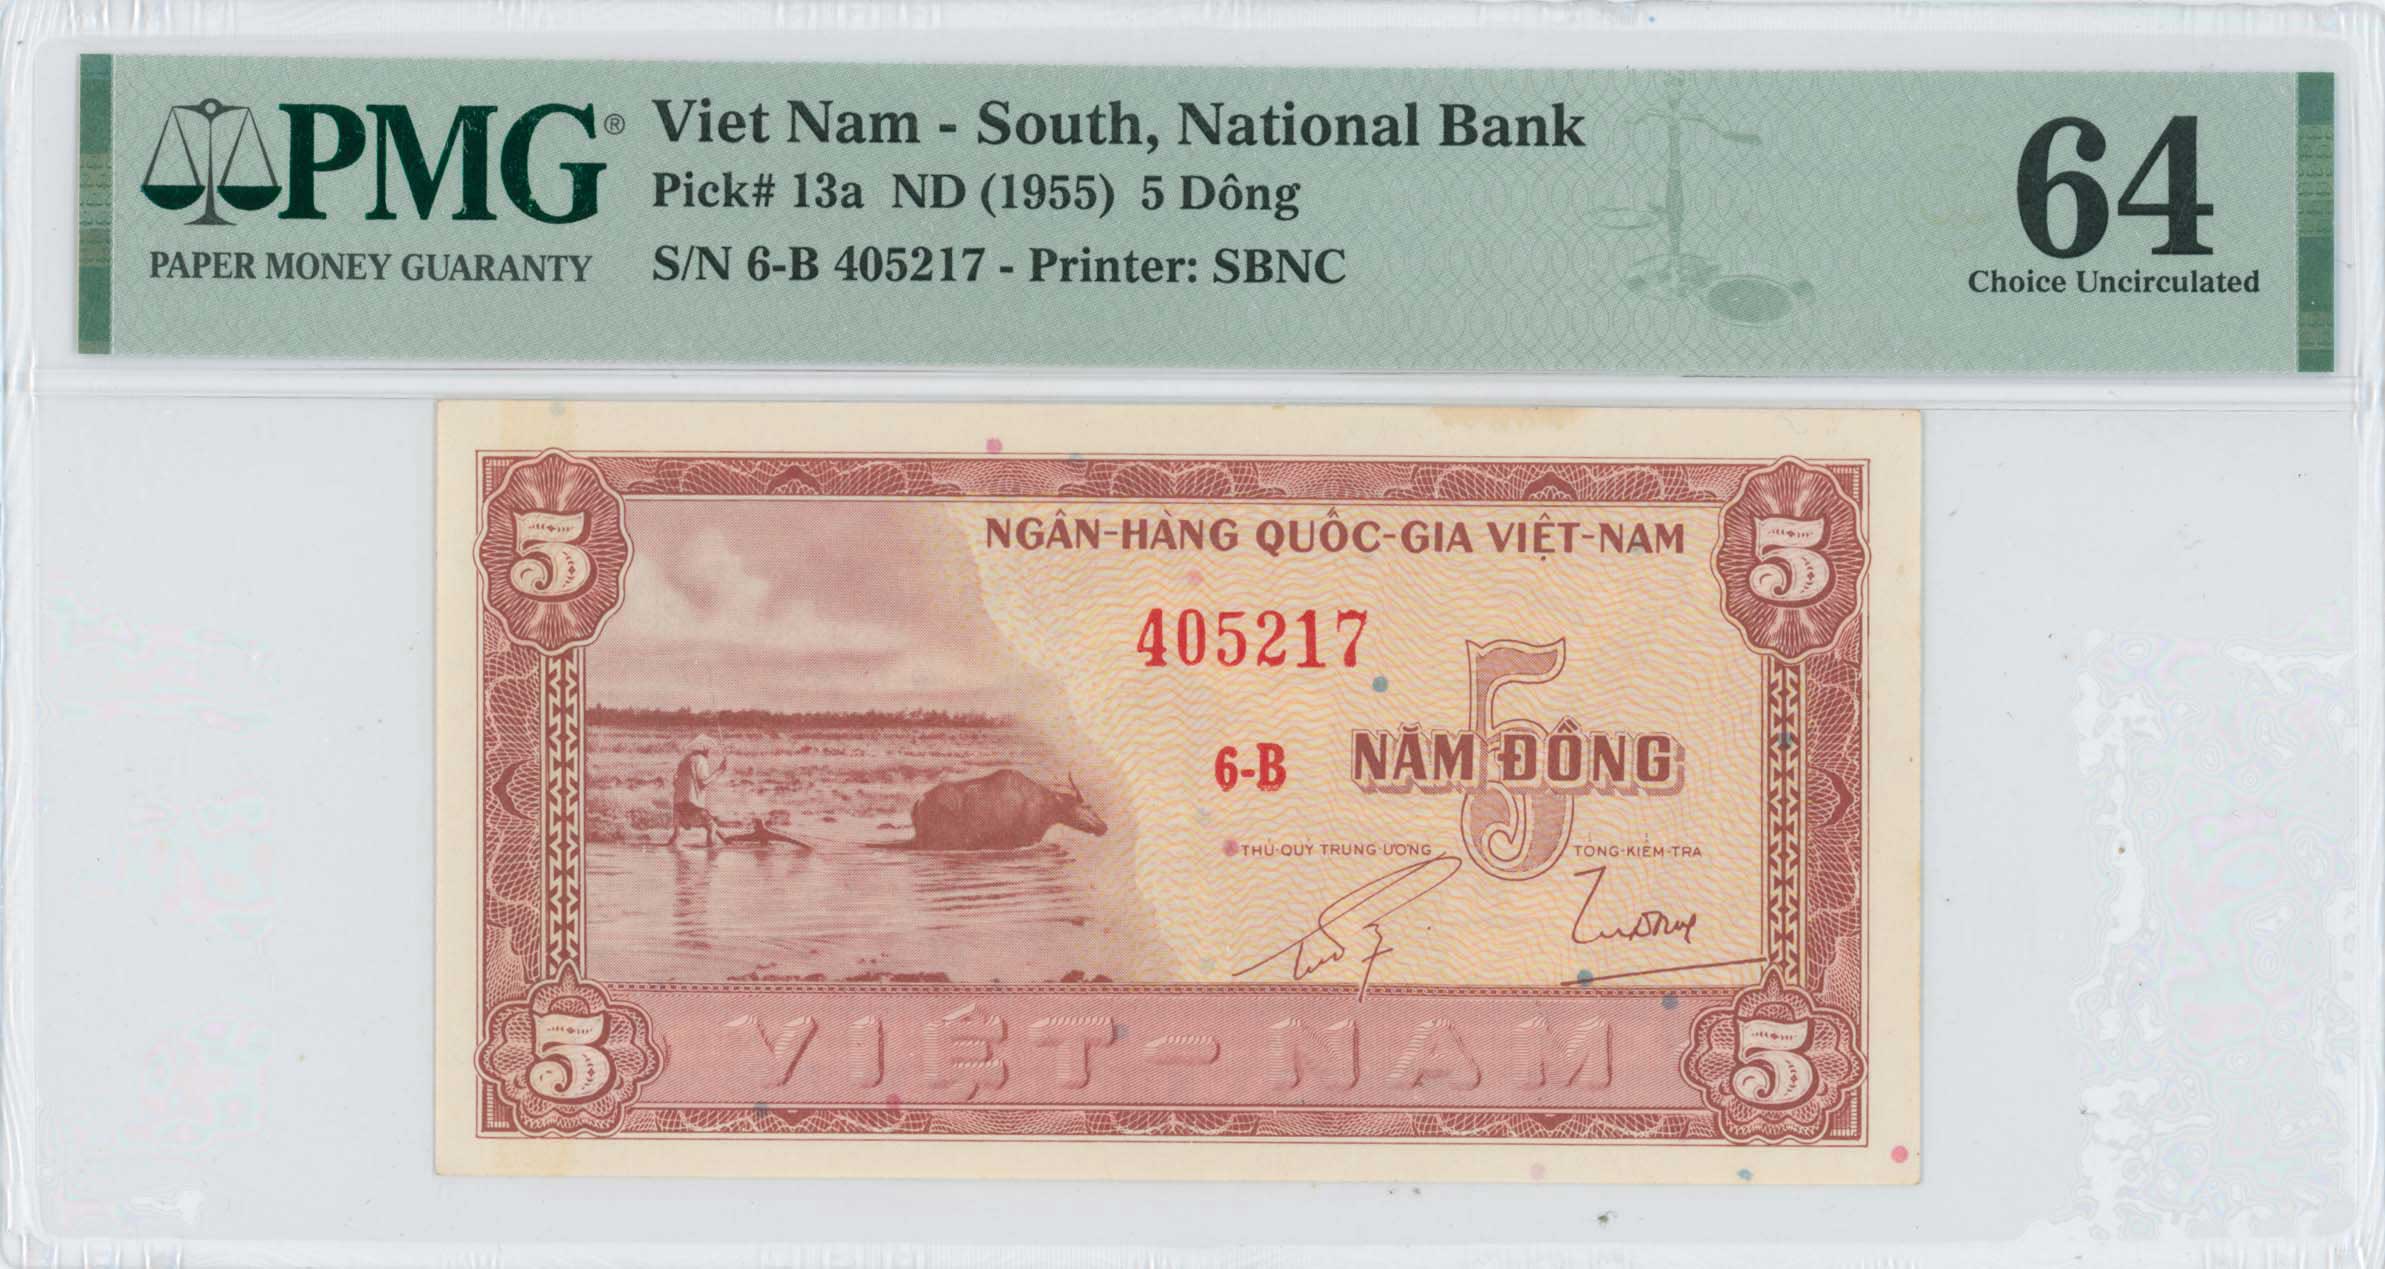 PMG®
PAPER MONEY GUARANTY
Viet Nam - South, National Bank
Pick# 13a ND (1955) 5 Dông
S/N 6-B 405217 - Printer: SBNC
64
Choice Uncirculated
5
5
NGÂN-HÀNG QUỐC-GIA VIỆT-NAM
405217
5
6-B
NĂM ĐỒNG
THỦ-QUỸ TRUNG-ƯƠNG
TỔNG-KIỂM-TRA
5
VIỆT-NAM
5